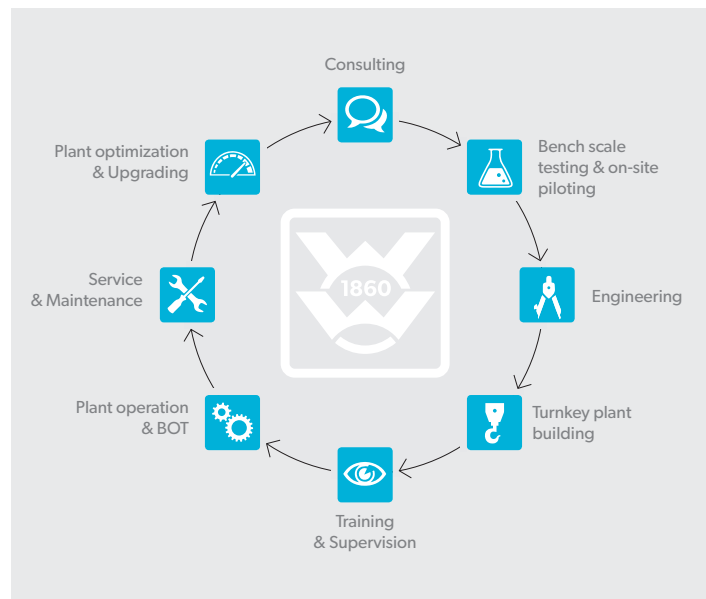 Consulting
Bench scale
testing & on-site
piloting
Engineering
Turnkey plant
building
Training
& Supervision
Plant operation
& BOT
Service
& Maintenance
Plant optimization
& Upgrading
W
1860